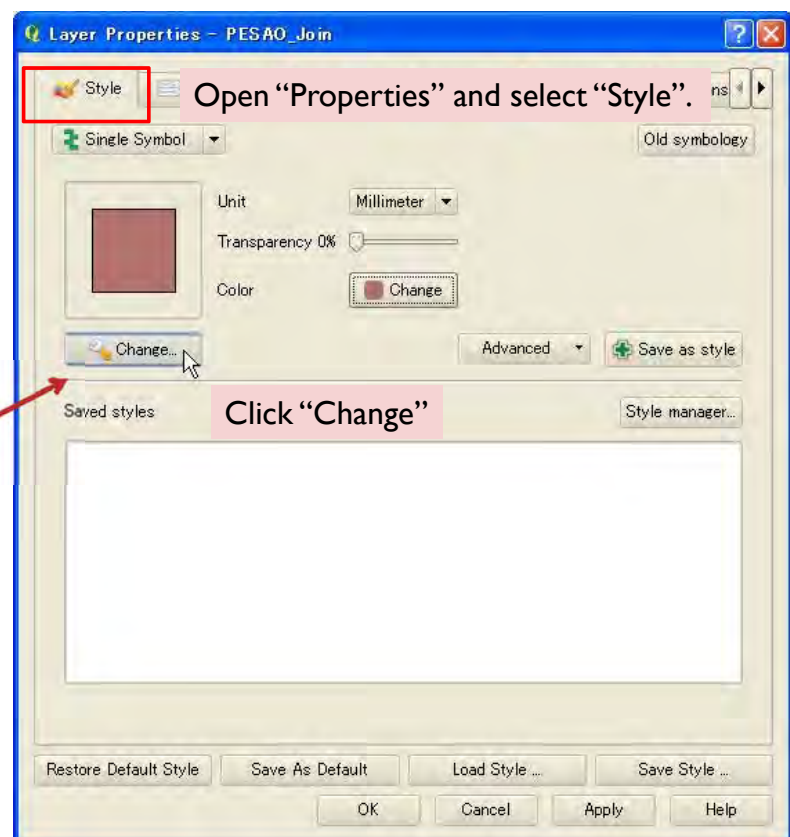 Layer Properties - PESAO_Join
Style
Open “Properties” and select “Style”.
ns
Single Symbol
Old symbology
Unit
Millimeter
Transparency 0%
Color
Change
Change...
Advanced
Save as style
Saved styles
Click “Change”
Style manager...
Restore Default Style
Save As Default
Load Style ...
Save Style ...
OK
Cancel
Apply
Help